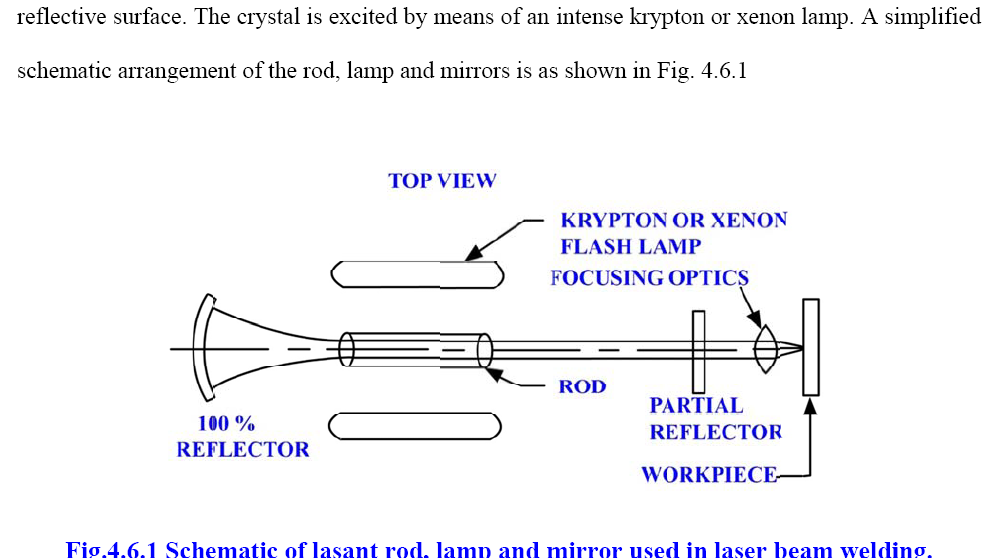 reflective surface. The crystal is excited by means of an intense krypton or xenon lamp. A simplified
schematic arrangement of the rod, lamp and mirrors is as shown in Fig. 4.6.1
TOP VIEW
KRYPTON OR XENON
FLASH LAMP
FOCUSING OPTICS
ROD
100 %
REFLECTOR
PARTIAL
REFLECTOR
WORKPIECE
Fig.4.6.1 Schematic of lasant rod, lamp and mirror used in laser beam welding.